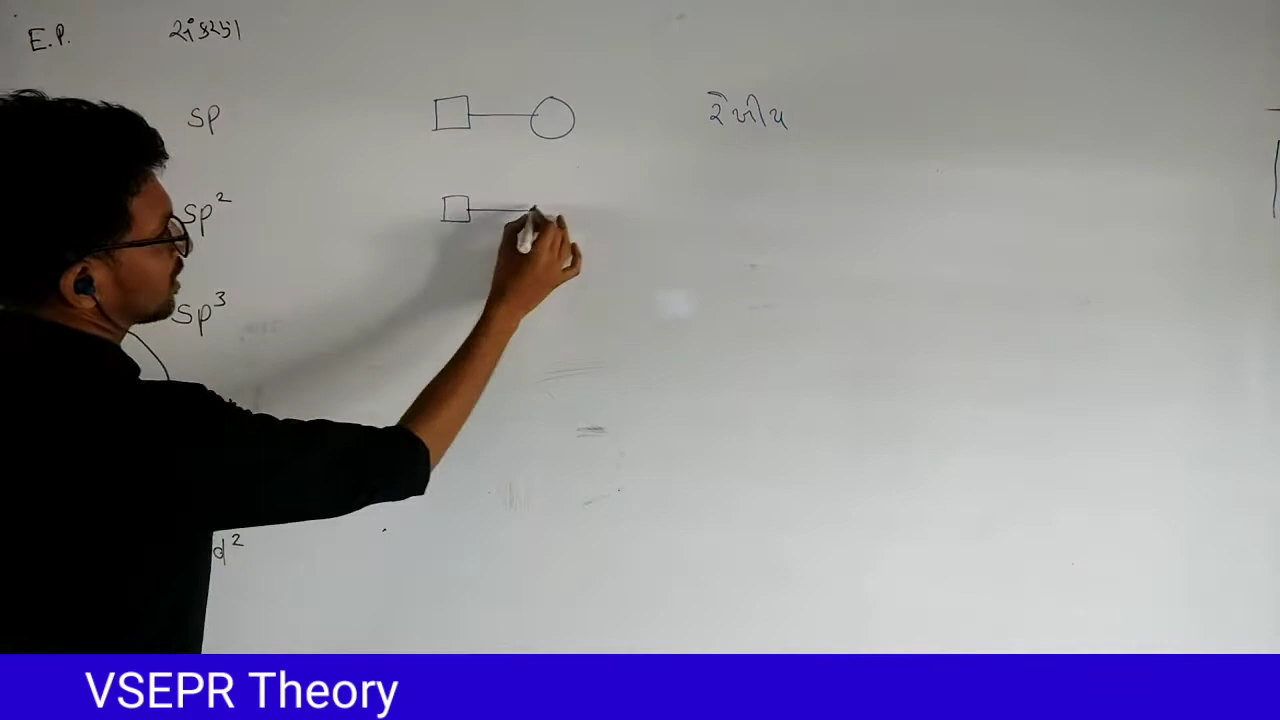 E.P. સંકરણ
sp રેખીય
sp²
sp³
d²
VSEPR Theory